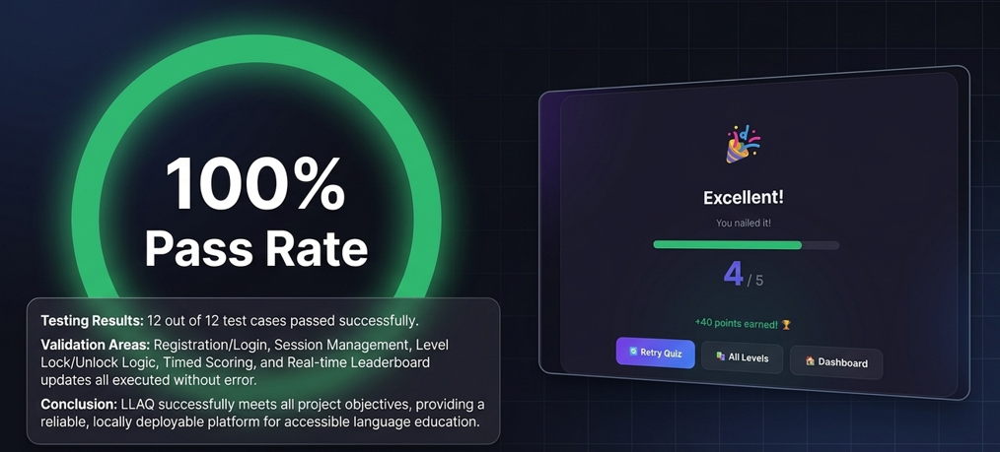 100%
Pass Rate
Testing Results: 12 out of 12 test cases passed successfully.
Validation Areas: Registration/Login, Session Management, Level
Lock/Unlock Logic, Timed Scoring, and Real-time Leaderboard
updates all executed without error.
Conclusion: LLAQ successfully meets all project objectives, providing a
reliable, locally deployable platform for accessible language education.
Excellent!
You nailed it!
4 / 5
+40 points earned! 🏆
Retry Quiz
All Levels
Dashboard